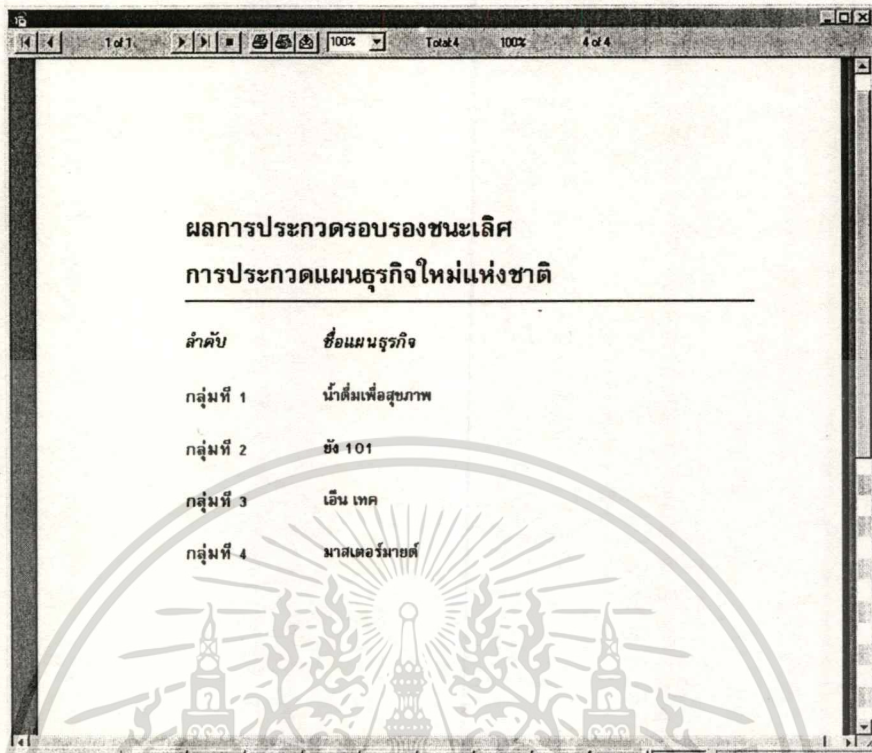 1 of 1 100% Total:4 100% 4 of 4
ผลการประกวดรอบรองชนะเลิศ
การประกวดแผนธุรกิจใหม่แห่งชาติ
ลำดับ ชื่อแผนธุรกิจ
กลุ่มที่ 1 น้ำดื่มเพื่อสุขภาพ
กลุ่มที่ 2 ยัง 101
กลุ่มที่ 3 เอ็น เทค
กลุ่มที่ 4 มาสเตอร์มายด์